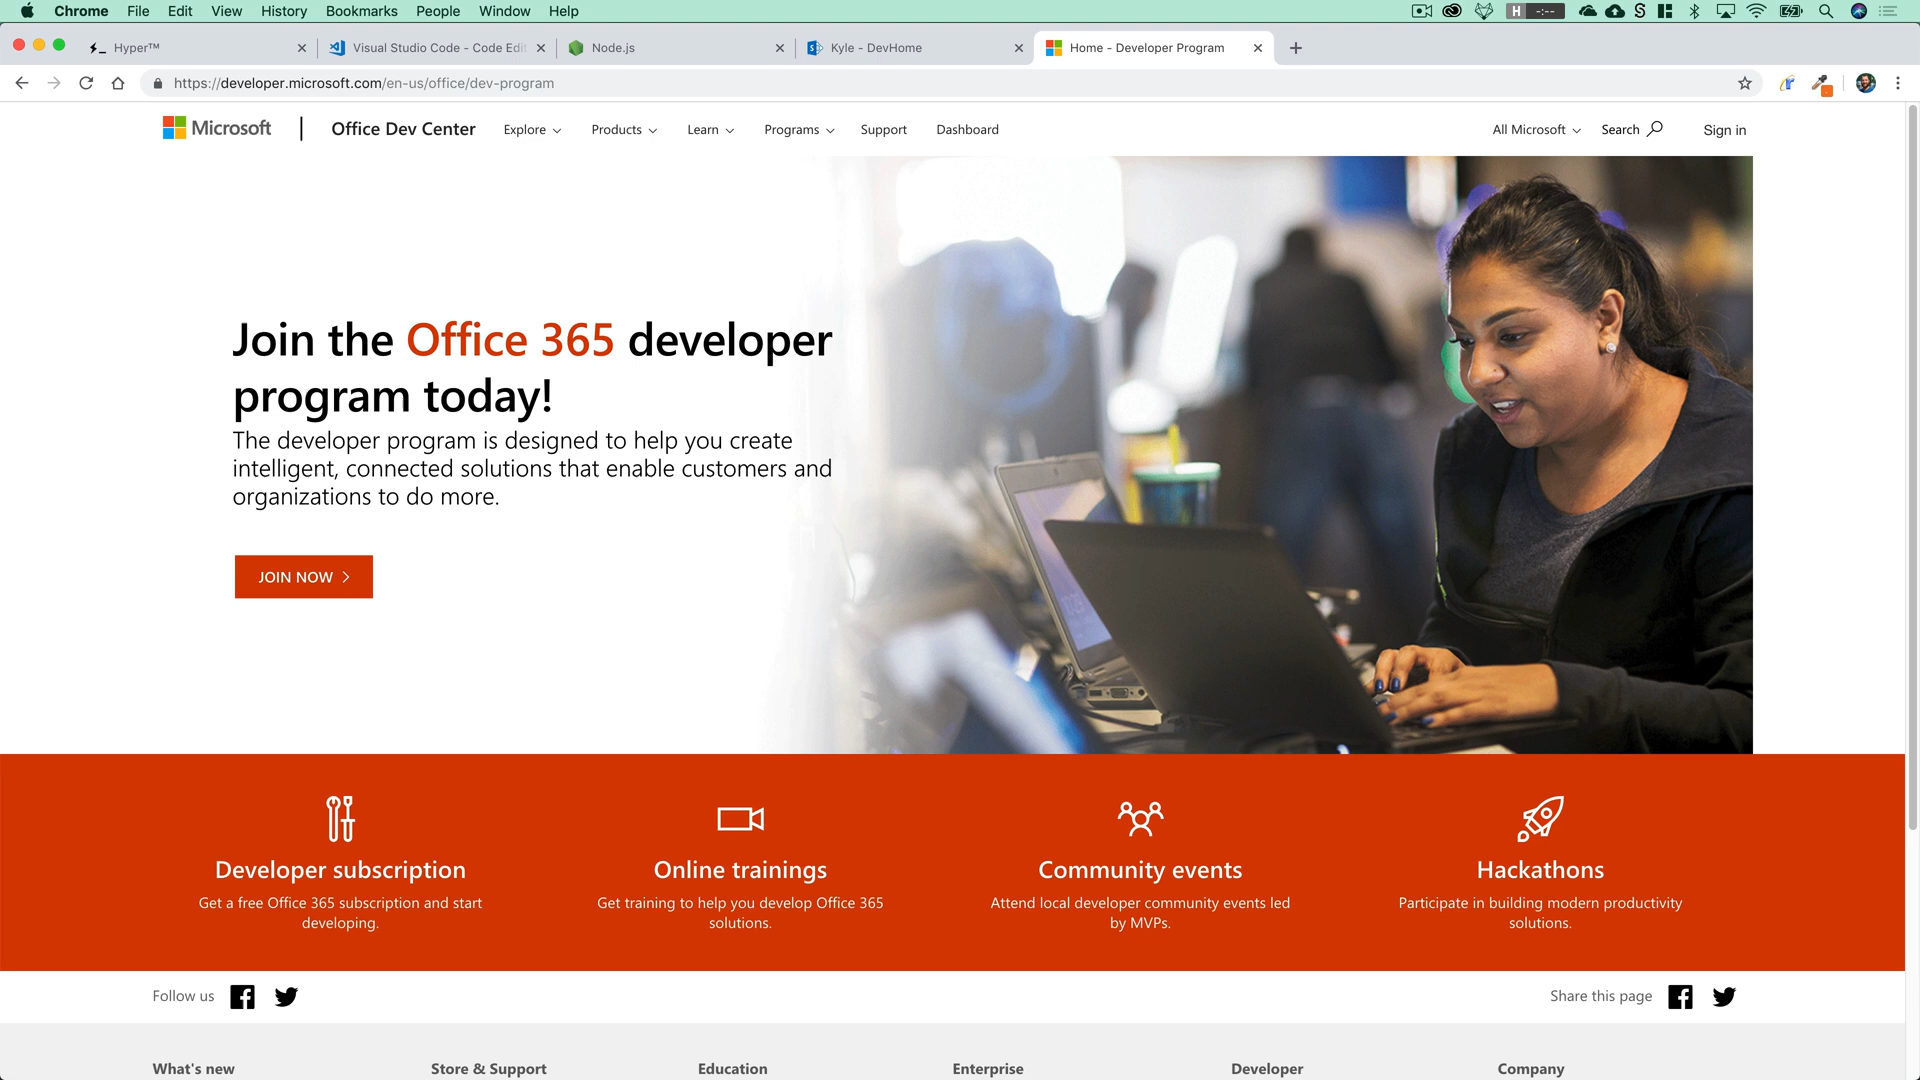 Chrome File Edit View History Bookmarks People Window Help
H -:--
Hyper™
Visual Studio Code - Code Edit
Node.js
Kyle - DevHome
Home - Developer Program
https://developer.microsoft.com/en-us/office/dev-program
Microsoft
Office Dev Center
Explore
Products
Learn
Programs
Support
Dashboard
All Microsoft
Search
Sign in
Join the Office 365 developer
program today!
The developer program is designed to help you create
intelligent, connected solutions that enable customers and
organizations to do more.
JOIN NOW
Developer subscription
Get a free Office 365 subscription and start
developing.
Online trainings
Get training to help you develop Office 365
solutions.
Community events
Attend local developer community events led
by MVPs.
Hackathons
Participate in building modern productivity
solutions.
Follow us
Share this page
What's new
Store & Support
Education
Enterprise
Developer
Company